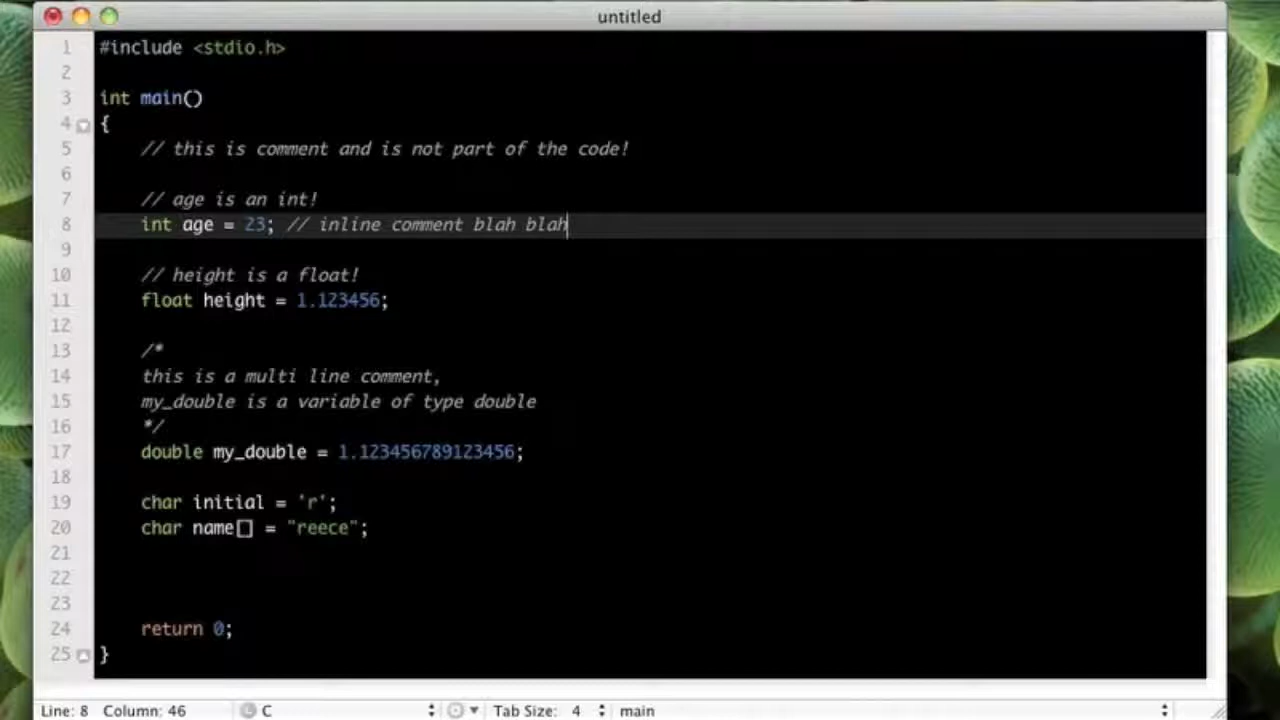 untitled
1 #include <stdio.h>
2
3 int main()
4 {
5 // this is comment and is not part of the code!
6
7 // age is an int!
8 int age = 23; // inline comment blah blah
9
10 // height is a float!
11 float height = 1.123456;
12
13 /*
14 this is a multi line comment,
15 my_double is a variable of type double
16 */
17 double my_double = 1.123456789123456;
18
19 char initial = 'r';
20 char name[] = "reece";
21
22
23
24 return 0;
25 }
Line: 8 Column: 46 C Tab Size: 4 main